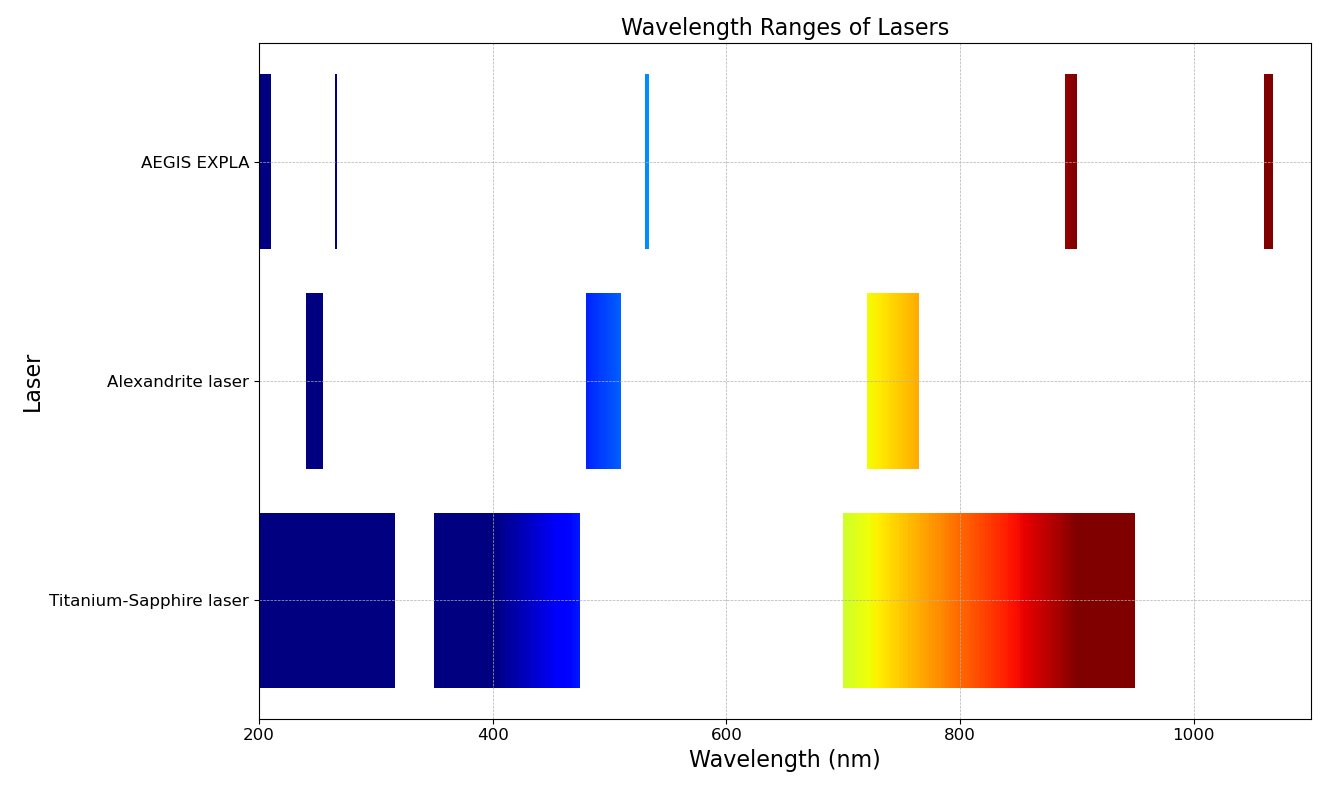 Wavelength Ranges of Lasers
AEGIS EXPLA
Alexandrite laser
Titanium-Sapphire laser
Laser
200 400 600 800 1000
Wavelength (nm)